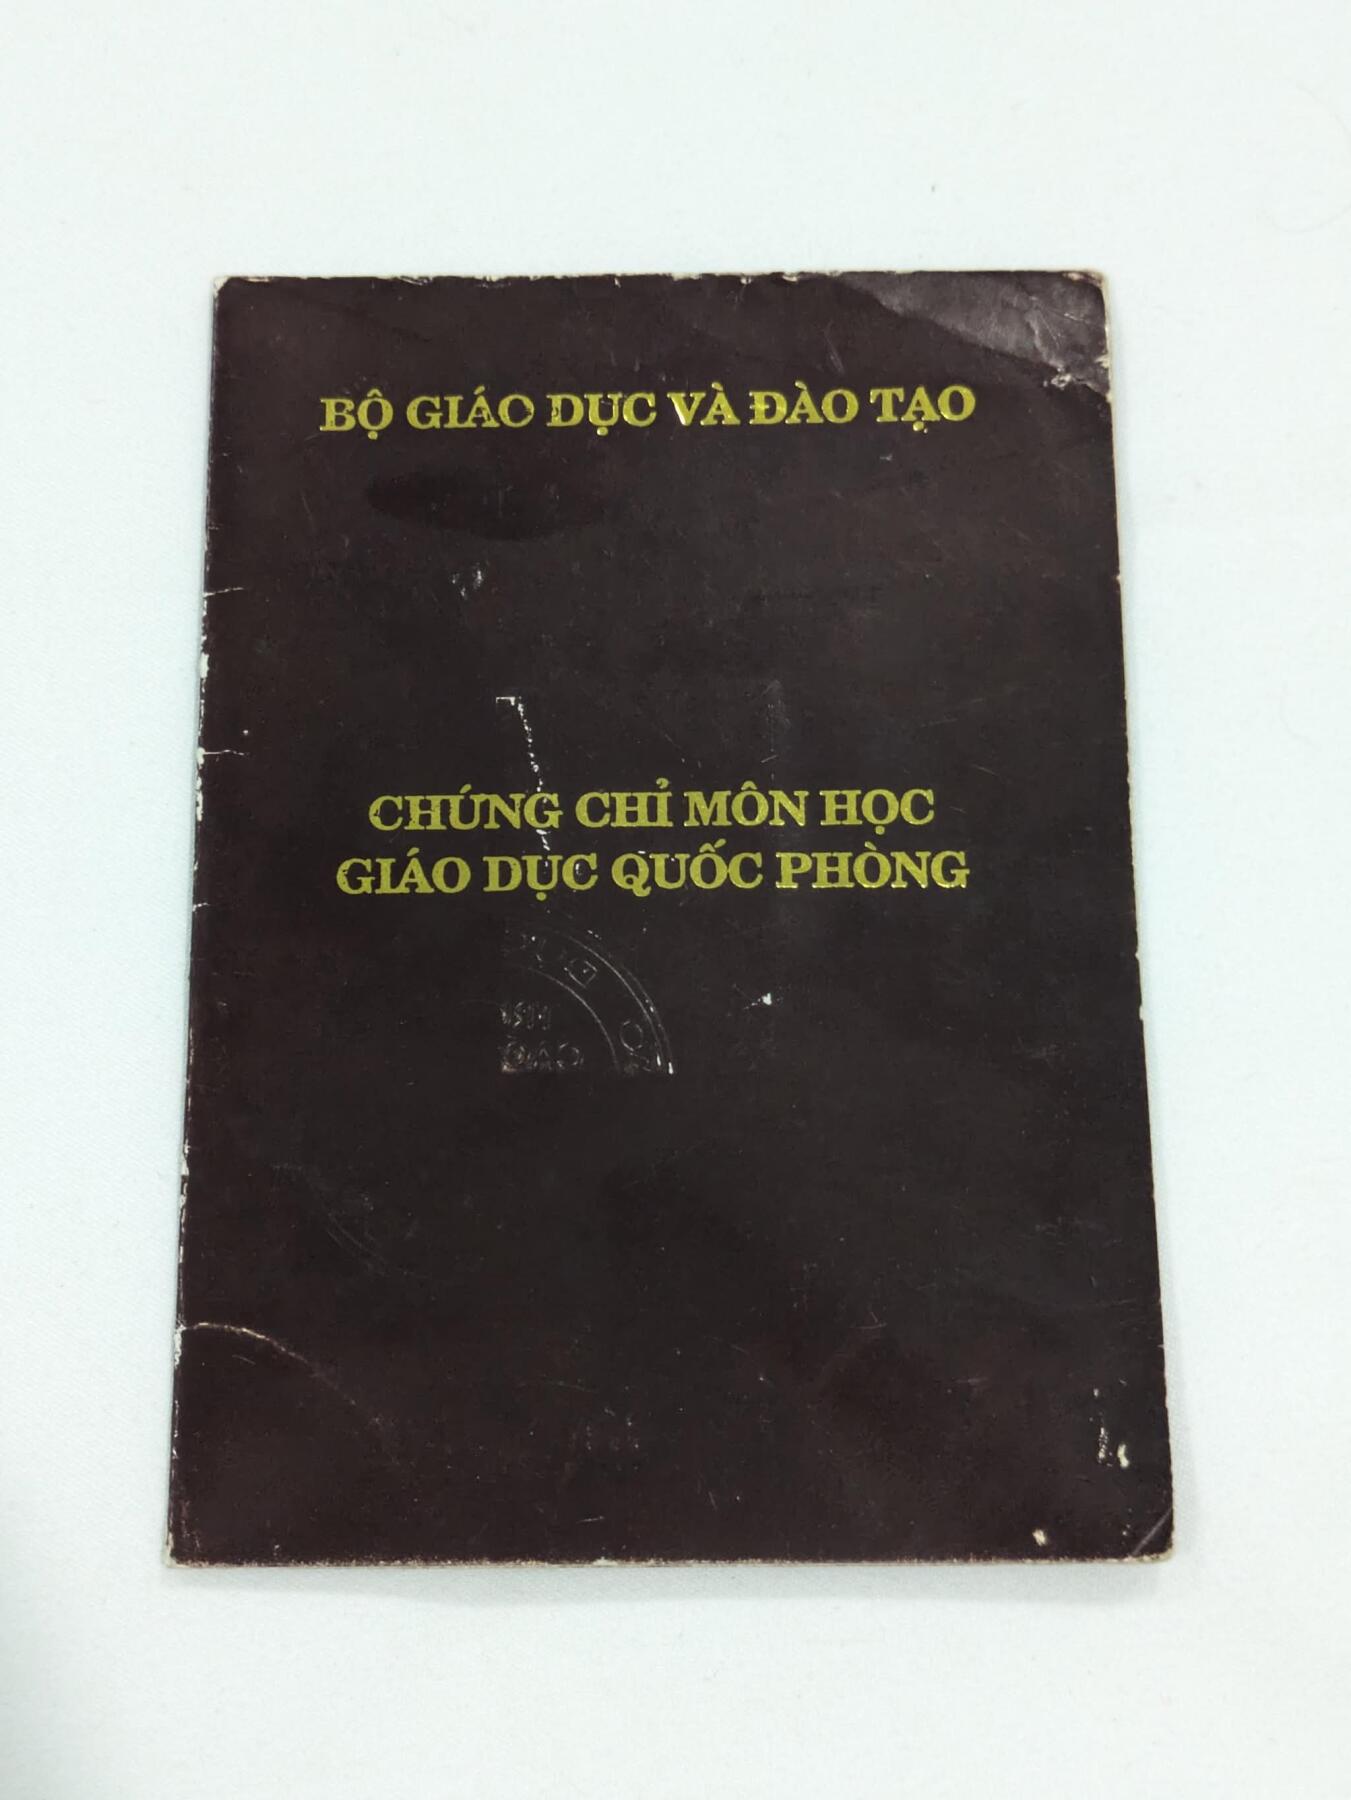 BỘ GIÁO DỤC VÀ ĐÀO TẠO
CHỨNG CHỈ MÔN HỌC
GIÁO DỤC QUỐC PHÒNG